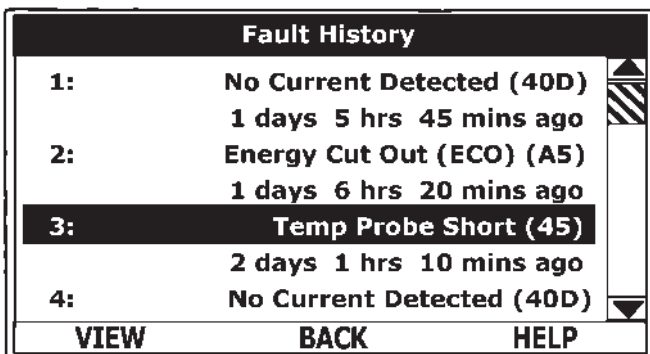 Fault History
1: No Current Detected (40D)
1 days 5 hrs 45 mins ago
2: Energy Cut Out (ECO) (A5)
1 days 6 hrs 20 mins ago
3: Temp Probe Short (45)
2 days 1 hrs 10 mins ago
4: No Current Detected (40D)
VIEW BACK HELP